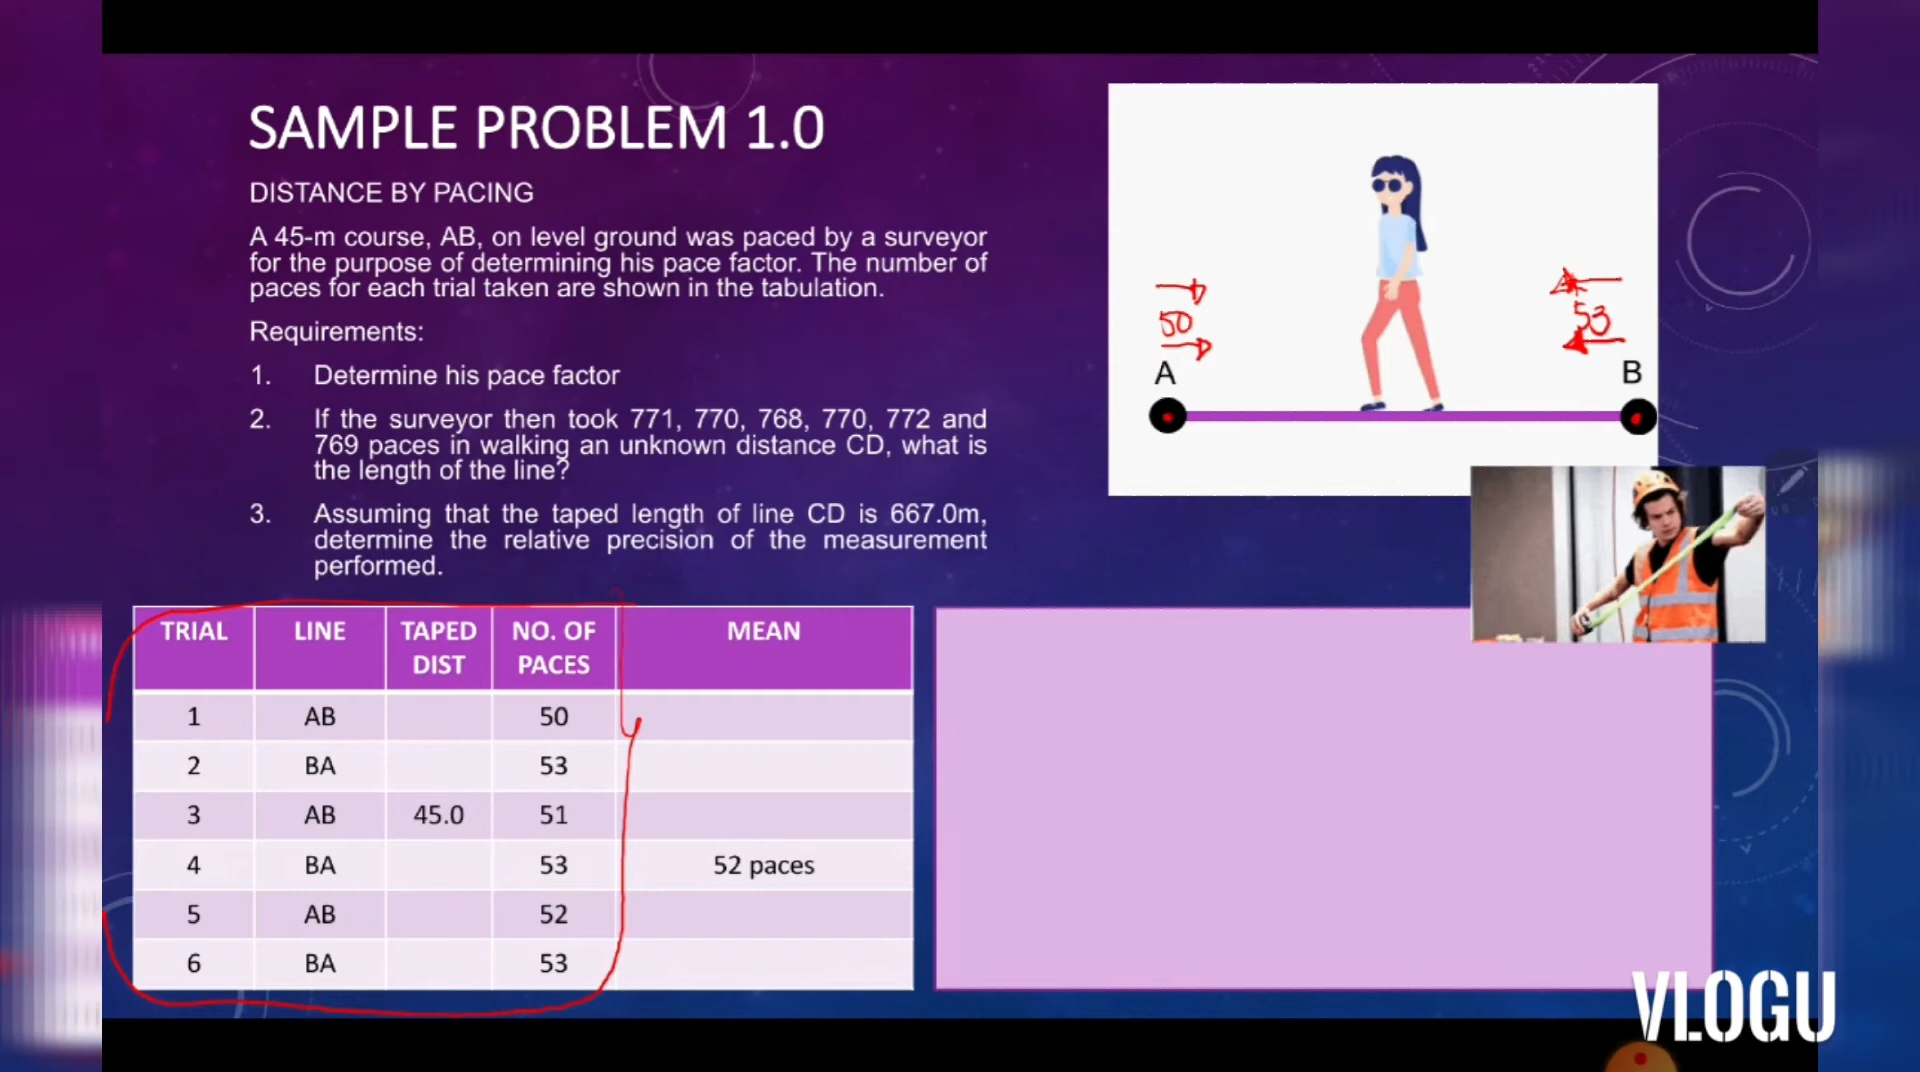 SAMPLE PROBLEM 1.0
DISTANCE BY PACING
A 45-m course, AB, on level ground was paced by a surveyor
for the purpose of determining his pace factor. The number of
paces for each trial taken are shown in the tabulation.
Requirements:
1. Determine his pace factor
2. If the surveyor then took 771, 770, 768, 770, 772 and
769 paces in walking an unknown distance CD, what is
the length of the line?
3. Assuming that the taped length of line CD is 667.0m,
determine the relative precision of the measurement
performed.
50
53
A
B
TRIAL LINE TAPED DIST NO. OF PACES MEAN
1 AB 50
2 BA 53
3 AB 45.0 51
4 BA 53 52 paces
5 AB 52
6 BA 53
VLOGU